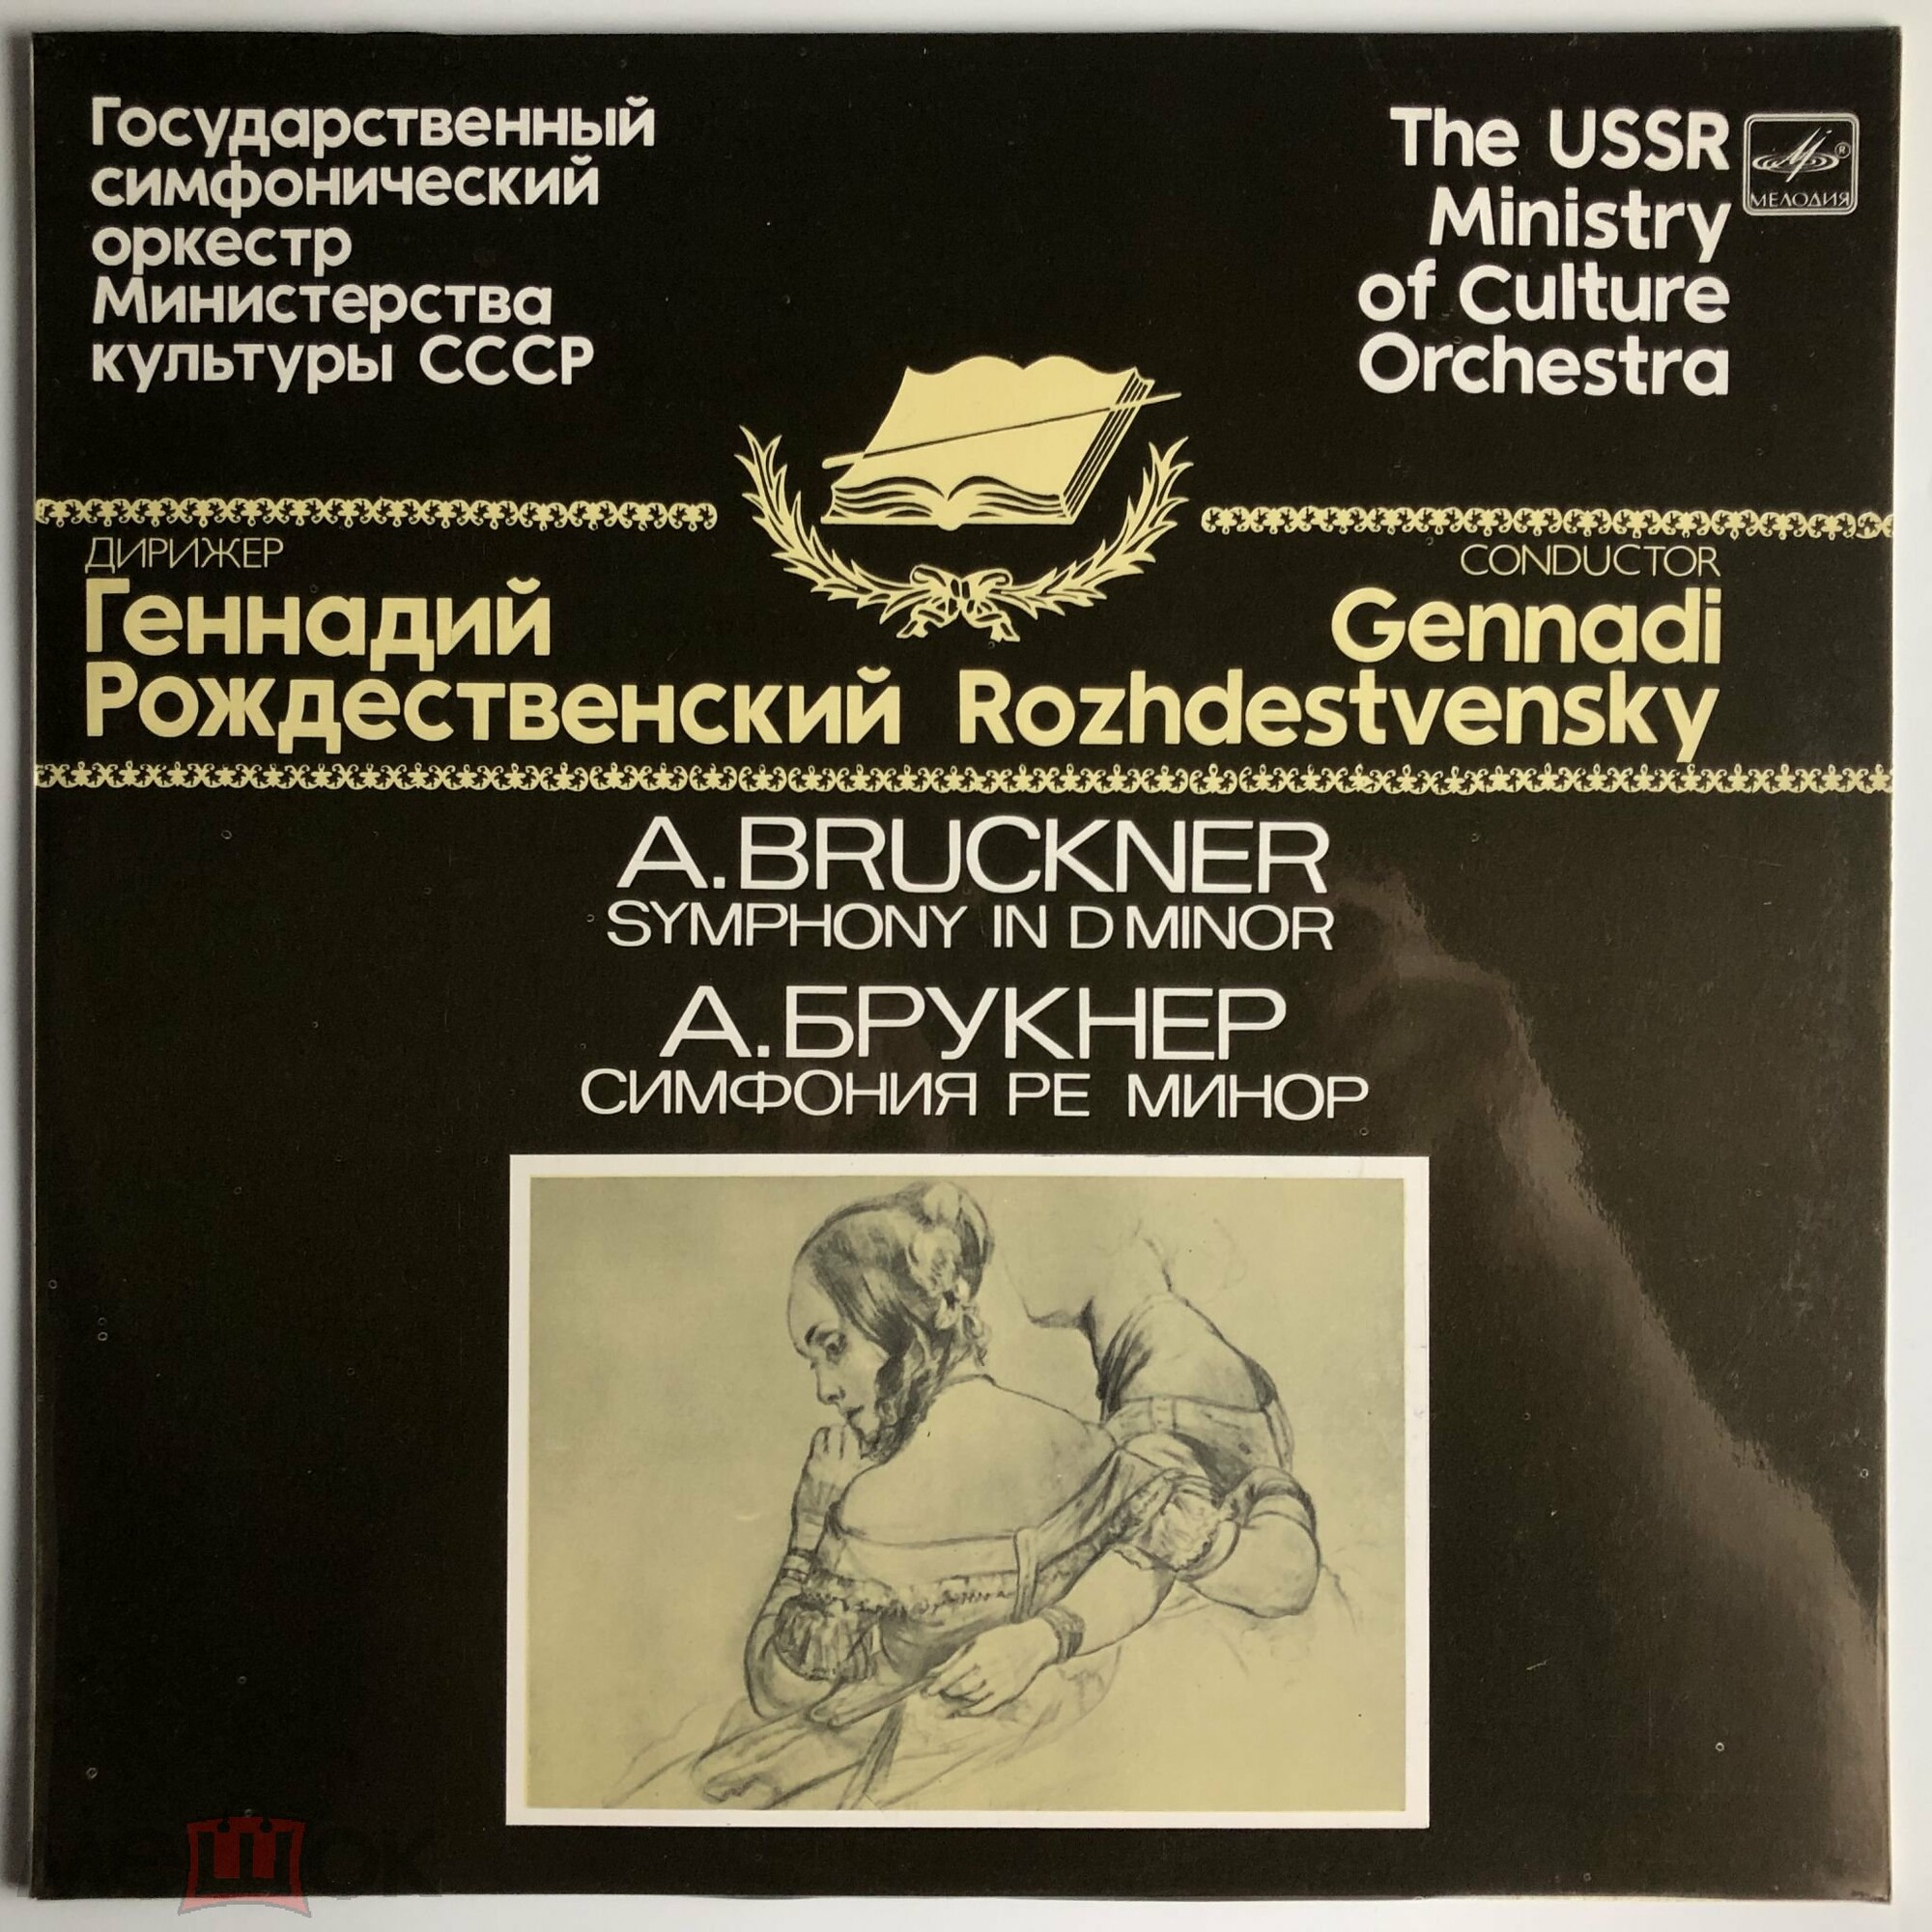 Государственный
симфонический
оркестр
Министерства
культуры СССР
The USSR
Ministry
of Culture
Orchestra
МЕЛОДИЯ
ДИРИЖЕР
Геннадий
Рождественский
CONDUCTOR
Gennadi
Rozhdestvensky
A.BRUCKNER
SYMPHONY IN D MINOR
А.БРУКНЕР
СИМФОНИЯ РЕ МИНОР